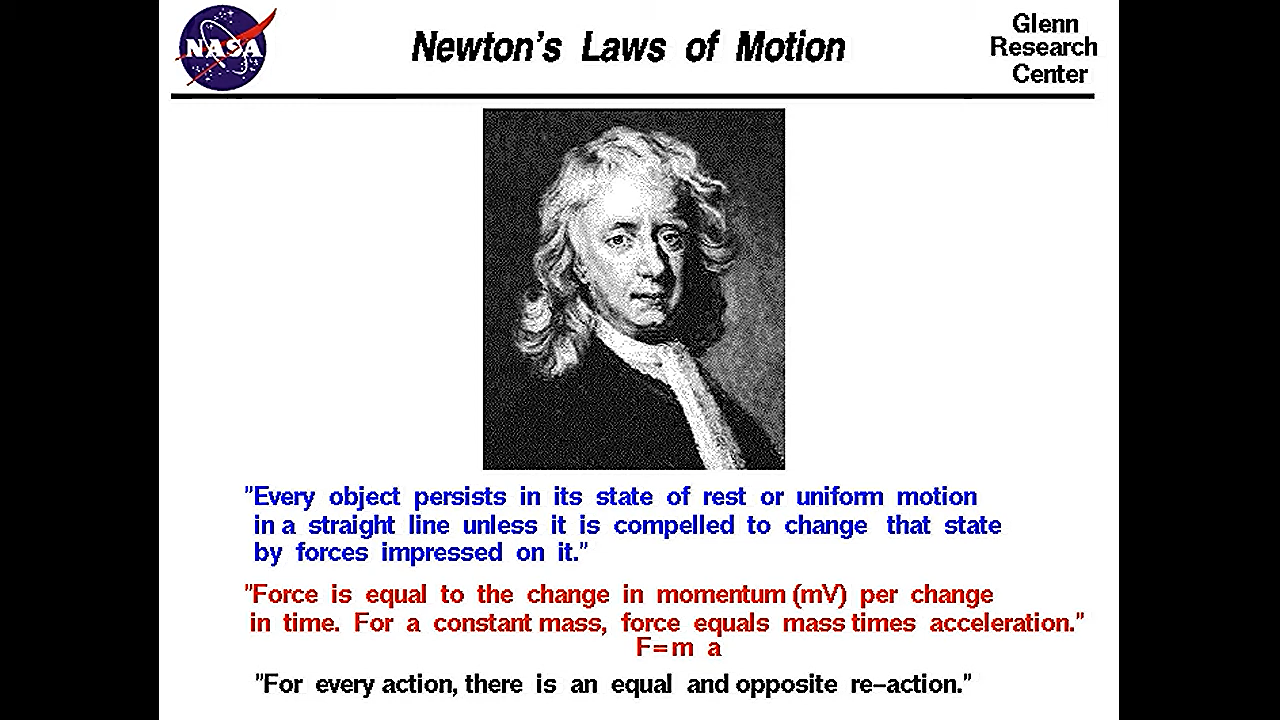 NASA
Newton's Laws of Motion
Glenn
Research
Center
"Every object persists in its state of rest or uniform motion
in a straight line unless it is compelled to change that state
by forces impressed on it."
"Force is equal to the change in momentum (mV) per change
in time. For a constant mass, force equals mass times acceleration."
F=m a
"For every action, there is an equal and opposite re–action."